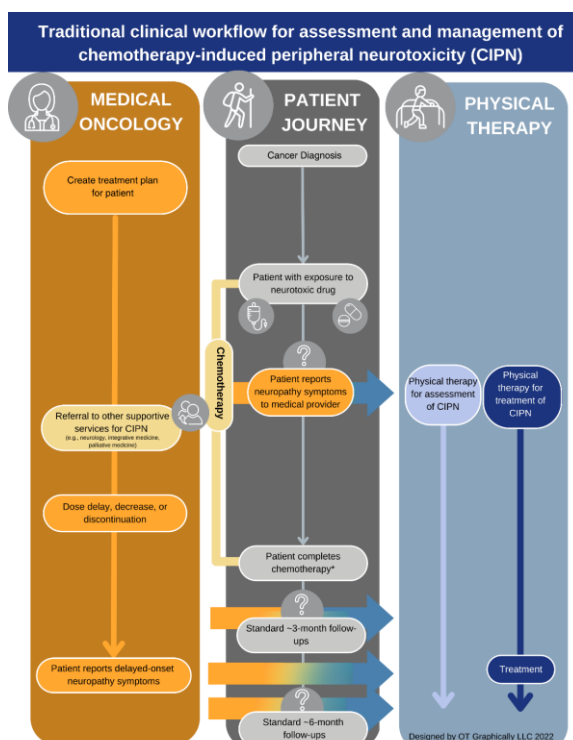 Traditional clinical workflow for assessment and management of
chemotherapy-induced peripheral neurotoxicity (CIPN)
MEDICAL
ONCOLOGY
PATIENT
JOURNEY
PHYSICAL
THERAPY
Cancer Diagnosis
Create treatment plan
for patient
Patient with exposure to
neurotoxic drug
Chemotherapy
?
Patient reports
neuropathy symptoms
to medical provider
Physical therapy
for assessment
of CIPN
Physical
therapy for
treatment of
CIPN
Referral to other supportive
services for CIPN
(e.g., neurology, integrative medicine,
palliative medicine)
Dose delay, decrease, or
discontinuation
Patient completes
chemotherapy*
?
Standard ~3-month follow-
ups
Patient reports delayed-onset
neuropathy symptoms
Treatment
?
Standard ~6-month
follow-ups
Designed by OT Graphically LLC 2022